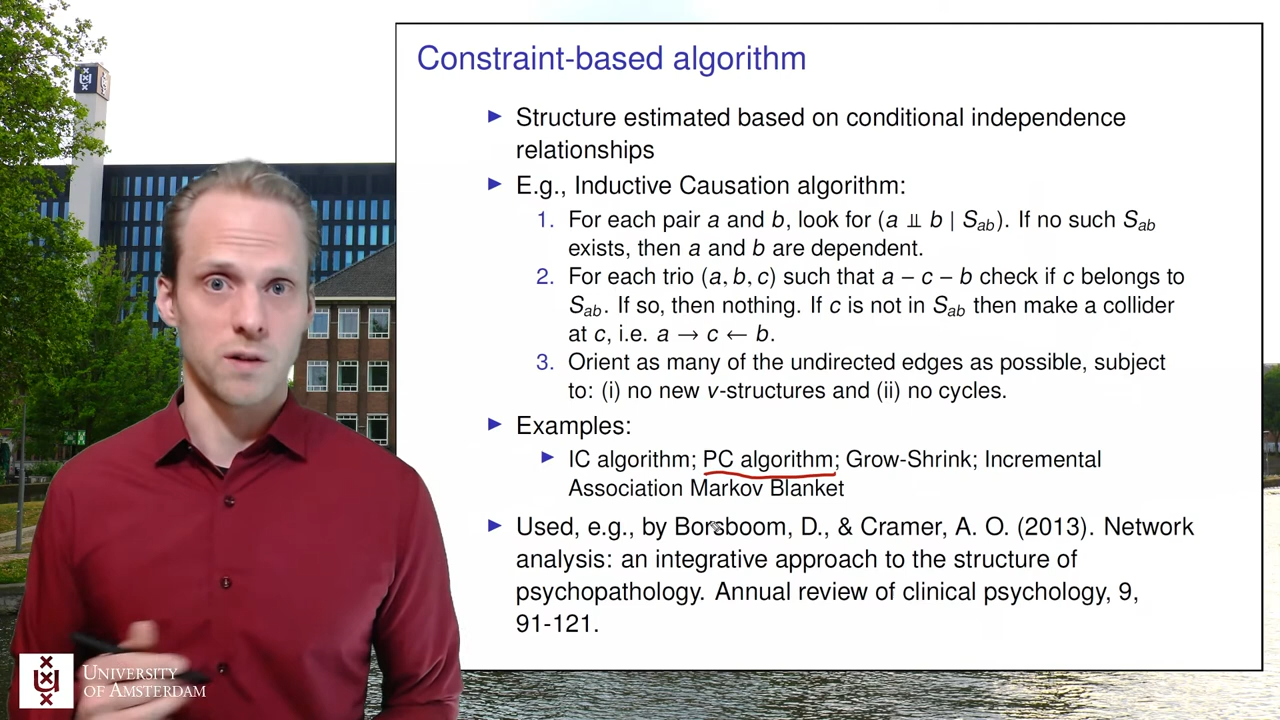 Constraint-based algorithm
▶ Structure estimated based on conditional independence
relationships
▶ E.g., Inductive Causation algorithm:
1. For each pair a and b, look for (a ⫫ b | S_ab). If no such S_ab
exists, then a and b are dependent.
2. For each trio (a, b, c) such that a − c − b check if c belongs to
S_ab. If so, then nothing. If c is not in S_ab then make a collider
at c, i.e. a → c ← b.
3. Orient as many of the undirected edges as possible, subject
to: (i) no new v-structures and (ii) no cycles.
▶ Examples:
▶ IC algorithm; PC algorithm; Grow-Shrink; Incremental
Association Markov Blanket
▶ Used, e.g., by Borsboom, D., & Cramer, A. O. (2013). Network
analysis: an integrative approach to the structure of
psychopathology. Annual review of clinical psychology, 9,
91-121.
UNIVERSITY
OF AMSTERDAM